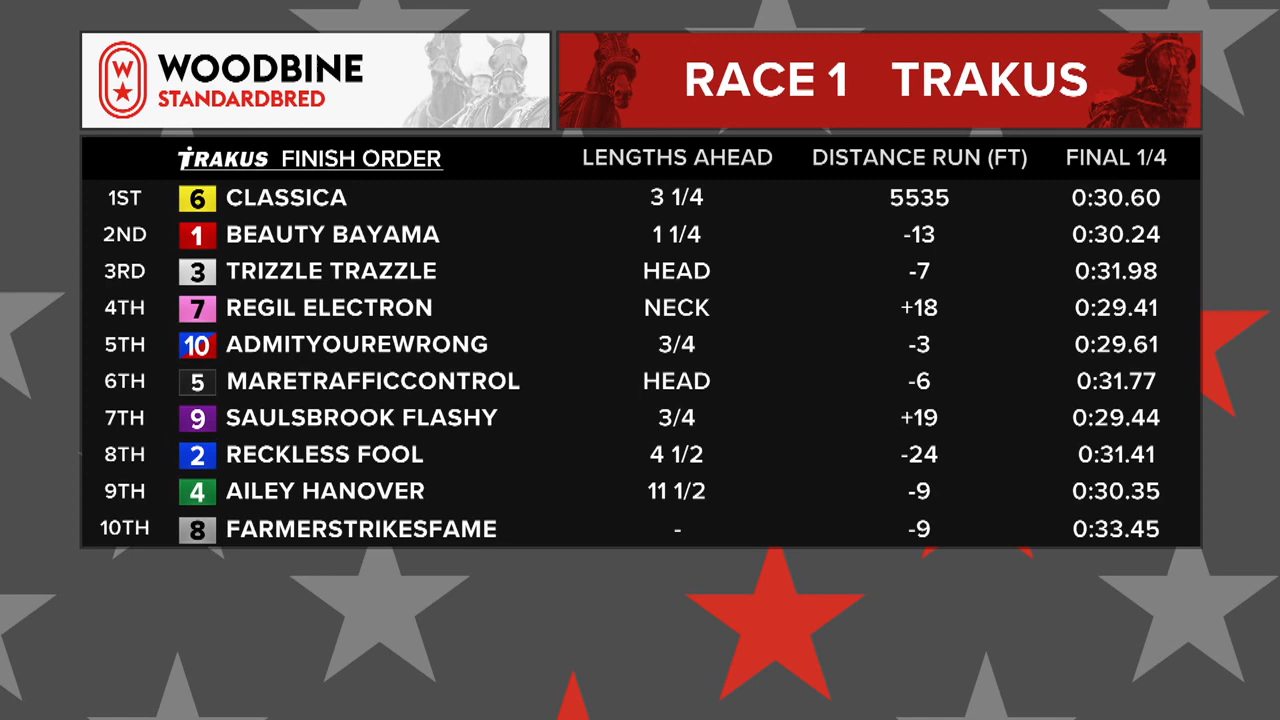 W
WOODBINE
STANDARDBRED
RACE 1 TRAKUS
TRAKUS FINISH ORDER LENGTHS AHEAD DISTANCE RUN (FT) FINAL 1/4
1ST 6 CLASSICA 3 1/4 5535 0:30.60
2ND 1 BEAUTY BAYAMA 1 1/4 -13 0:30.24
3RD 3 TRIZZLE TRAZZLE HEAD -7 0:31.98
4TH 7 REGIL ELECTRON NECK +18 0:29.41
5TH 10 ADMITYOUREWRONG 3/4 -3 0:29.61
6TH 5 MARETRAFFICCONTROL HEAD -6 0:31.77
7TH 9 SAULSBROOK FLASHY 3/4 +19 0:29.44
8TH 2 RECKLESS FOOL 4 1/2 -24 0:31.41
9TH 4 AILEY HANOVER 11 1/2 -9 0:30.35
10TH 8 FARMERSTRIKESFAME - -9 0:33.45